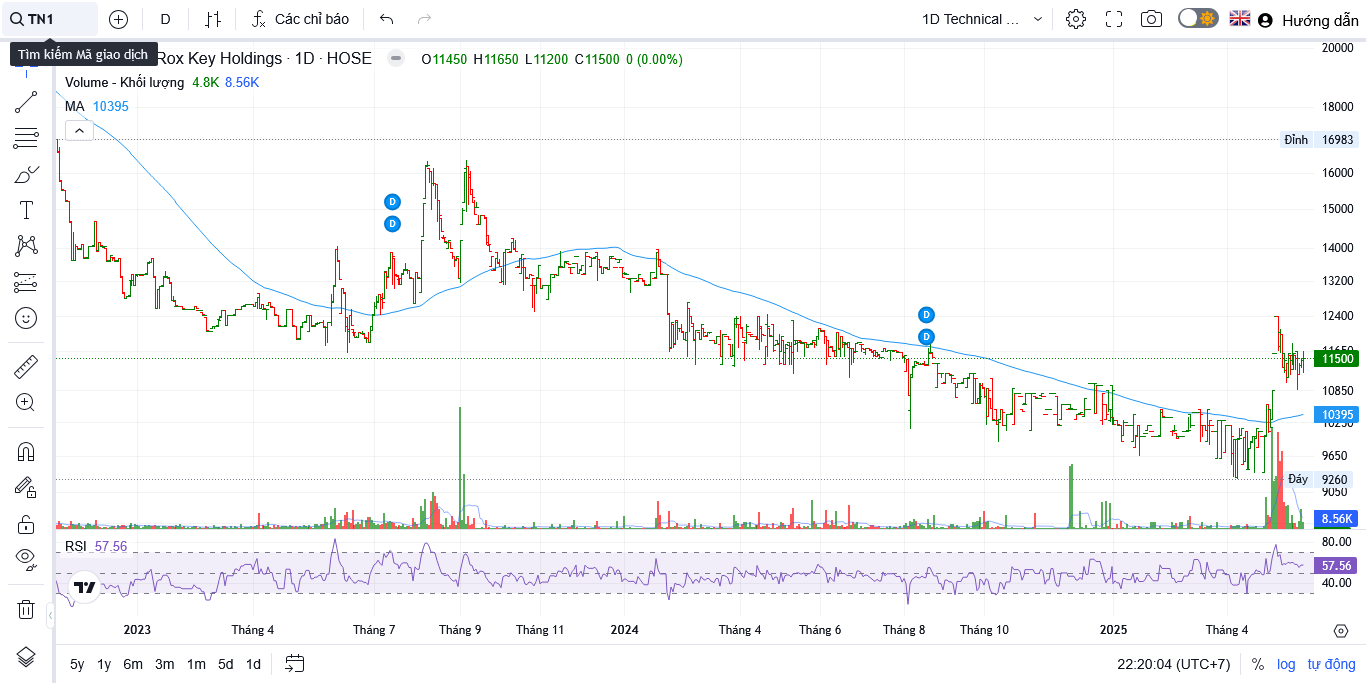 TN1
D
Các chỉ báo
1D Technical ...
Hướng dẫn
Tìm kiếm Mã giao dịch
Rox Key Holdings · 1D · HOSE
O11450 H11650 L11200 C11500 0 (0.00%)
Volume - Khối lượng 4.8K 8.56K
MA 10395
20000
18000
Đỉnh 16983
16000
15000
14000
13200
12400
11650
11500
10850
10395
10250
9650
Đáy 9260
9050
8.56K
D
D
D
D
RSI 57.56
80.00
57.56
40.00
2023
Tháng 4
Tháng 7
Tháng 9
Tháng 11
2024
Tháng 4
Tháng 6
Tháng 8
Tháng 10
2025
Tháng 4
5y 1y 6m 3m 1m 5d 1d
22:20:04 (UTC+7)
% log tự động